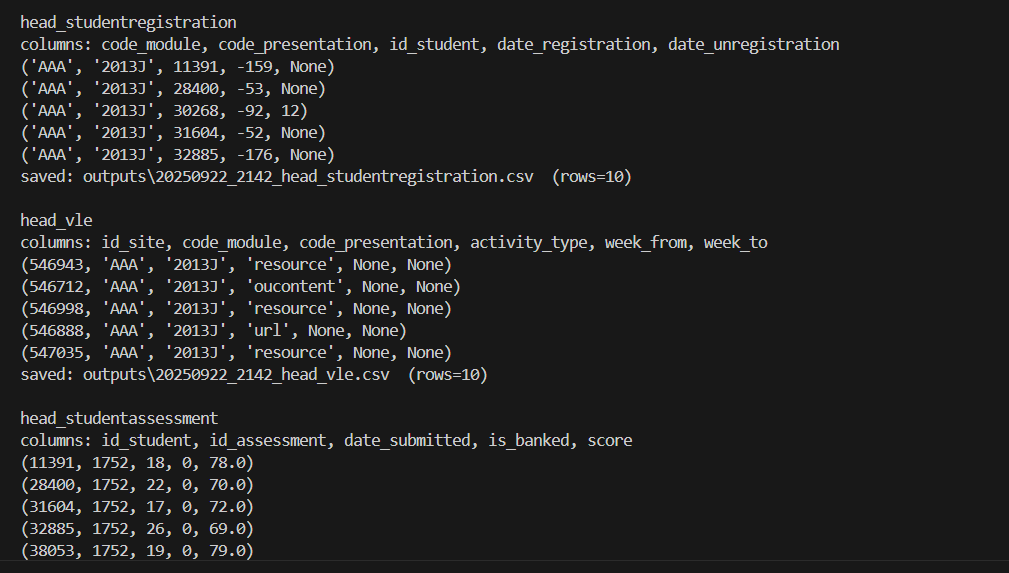 head_studentregistration
columns: code_module, code_presentation, id_student, date_registration, date_unregistration
('AAA', '2013J', 11391, -159, None)
('AAA', '2013J', 28400, -53, None)
('AAA', '2013J', 30268, -92, 12)
('AAA', '2013J', 31604, -52, None)
('AAA', '2013J', 32885, -176, None)
saved: outputs\20250922_2142_head_studentregistration.csv  (rows=10)
head_vle
columns: id_site, code_module, code_presentation, activity_type, week_from, week_to
(546943, 'AAA', '2013J', 'resource', None, None)
(546712, 'AAA', '2013J', 'oucontent', None, None)
(546998, 'AAA', '2013J', 'resource', None, None)
(546888, 'AAA', '2013J', 'url', None, None)
(547035, 'AAA', '2013J', 'resource', None, None)
saved: outputs\20250922_2142_head_vle.csv  (rows=10)
head_studentassessment
columns: id_student, id_assessment, date_submitted, is_banked, score
(11391, 1752, 18, 0, 78.0)
(28400, 1752, 22, 0, 70.0)
(31604, 1752, 17, 0, 72.0)
(32885, 1752, 26, 0, 69.0)
(38053, 1752, 19, 0, 79.0)